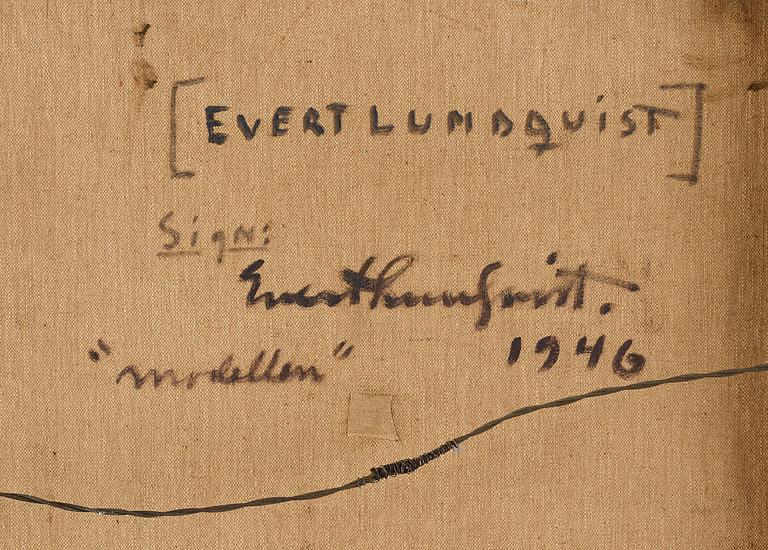 [EVERT LUNDQUIST]
Sign:
Evert Lundquist.
1946
"modellen"